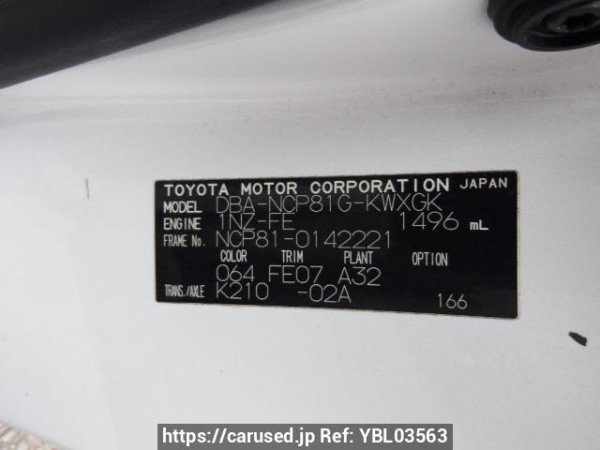 TOYOTA MOTOR CORPORATION JAPAN
MODEL DBA-NCP81G-KWXGK
ENGINE 1NZ-FE 1496 mL
FRAME No. NCP81-0142221
COLOR TRIM PLANT OPTION
064 FE07 A32
TRANS./AXLE K210 -02A 166
https://carused.jp Ref: YBL03563